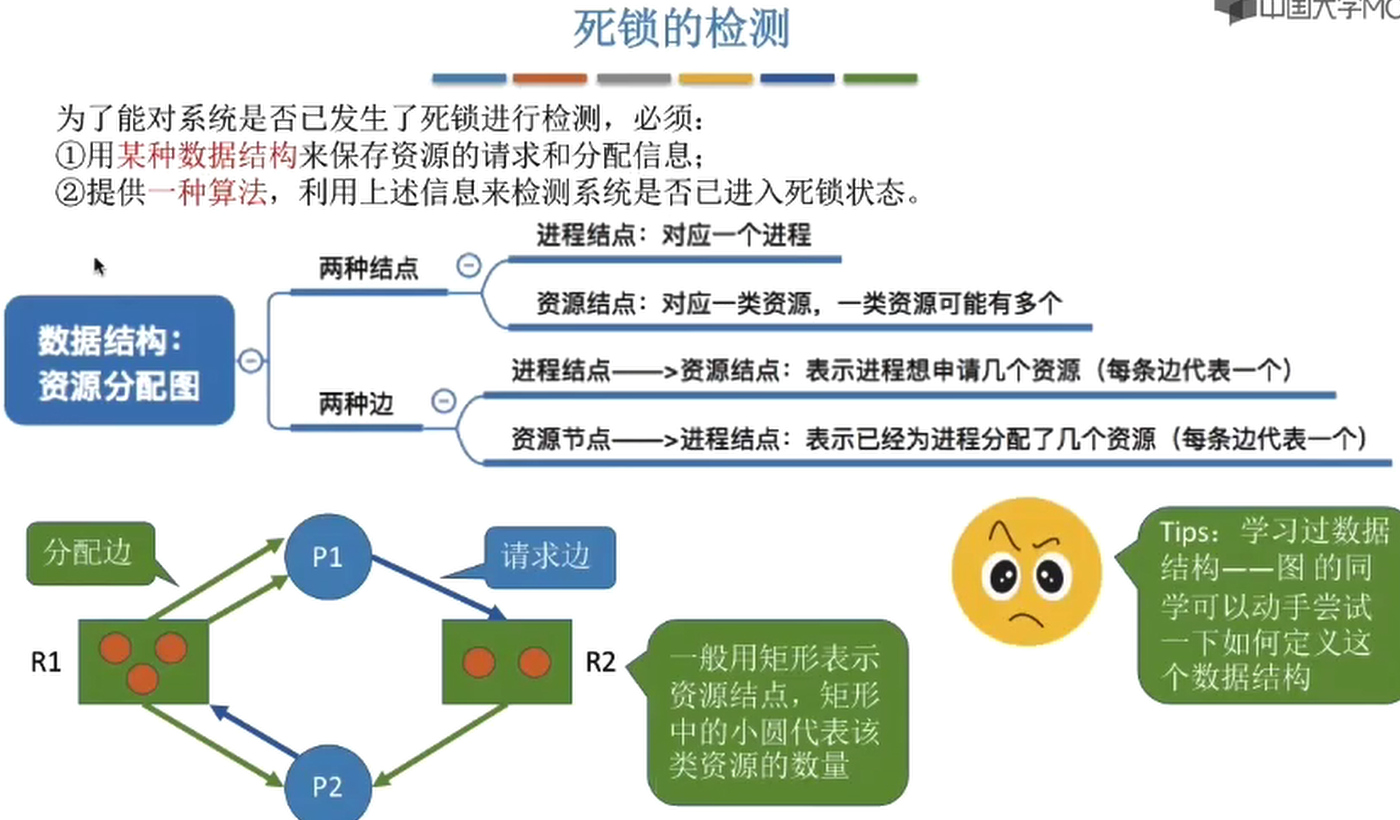 中国大学MO
死锁的检测
为了能对系统是否已发生了死锁进行检测，必须：
①用某种数据结构来保存资源的请求和分配信息；
②提供一种算法，利用上述信息来检测系统是否已进入死锁状态。
进程结点：对应一个进程
两种结点
资源结点：对应一类资源，一类资源可能有多个
数据结构：
资源分配图
进程结点——>资源结点：表示进程想申请几个资源（每条边代表一个）
两种边
资源节点——>进程结点：表示已经为进程分配了几个资源（每条边代表一个）
分配边
P1
请求边
R1
R2
P2
一般用矩形表示
资源结点，矩形
中的小圆代表该
类资源的数量
Tips：学习过数据
结构——图 的同
学可以动手尝试
一下如何定义这
个数据结构